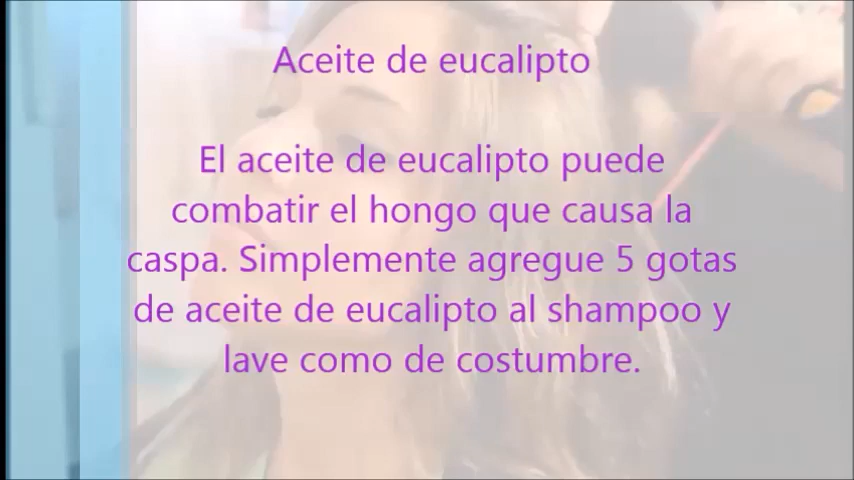 Aceite de eucalipto
El aceite de eucalipto puede
combatir el hongo que causa la
caspa. Simplemente agregue 5 gotas
de aceite de eucalipto al shampoo y
lave como de costumbre.